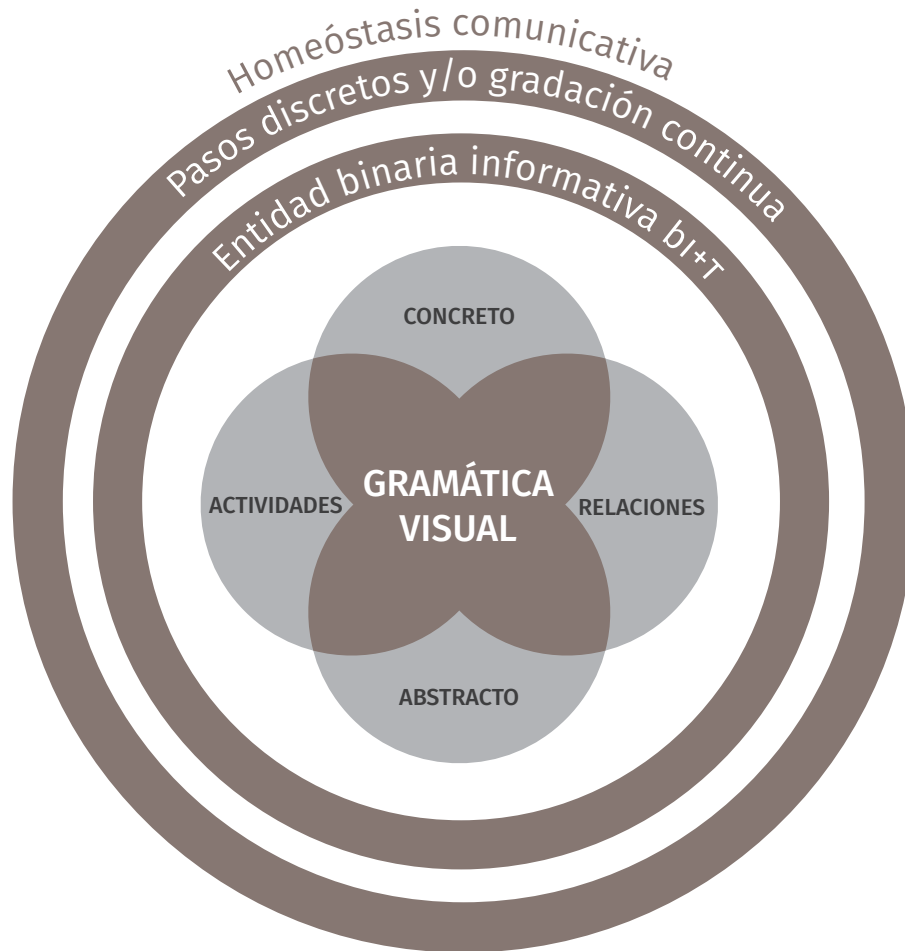 Homeóstasis comunicativa
Pasos discretos y/o gradación continua
Entidad binaria informativa bI+T
CONCRETO
ACTIVIDADES
GRAMÁTICA
VISUAL
RELACIONES
ABSTRACTO